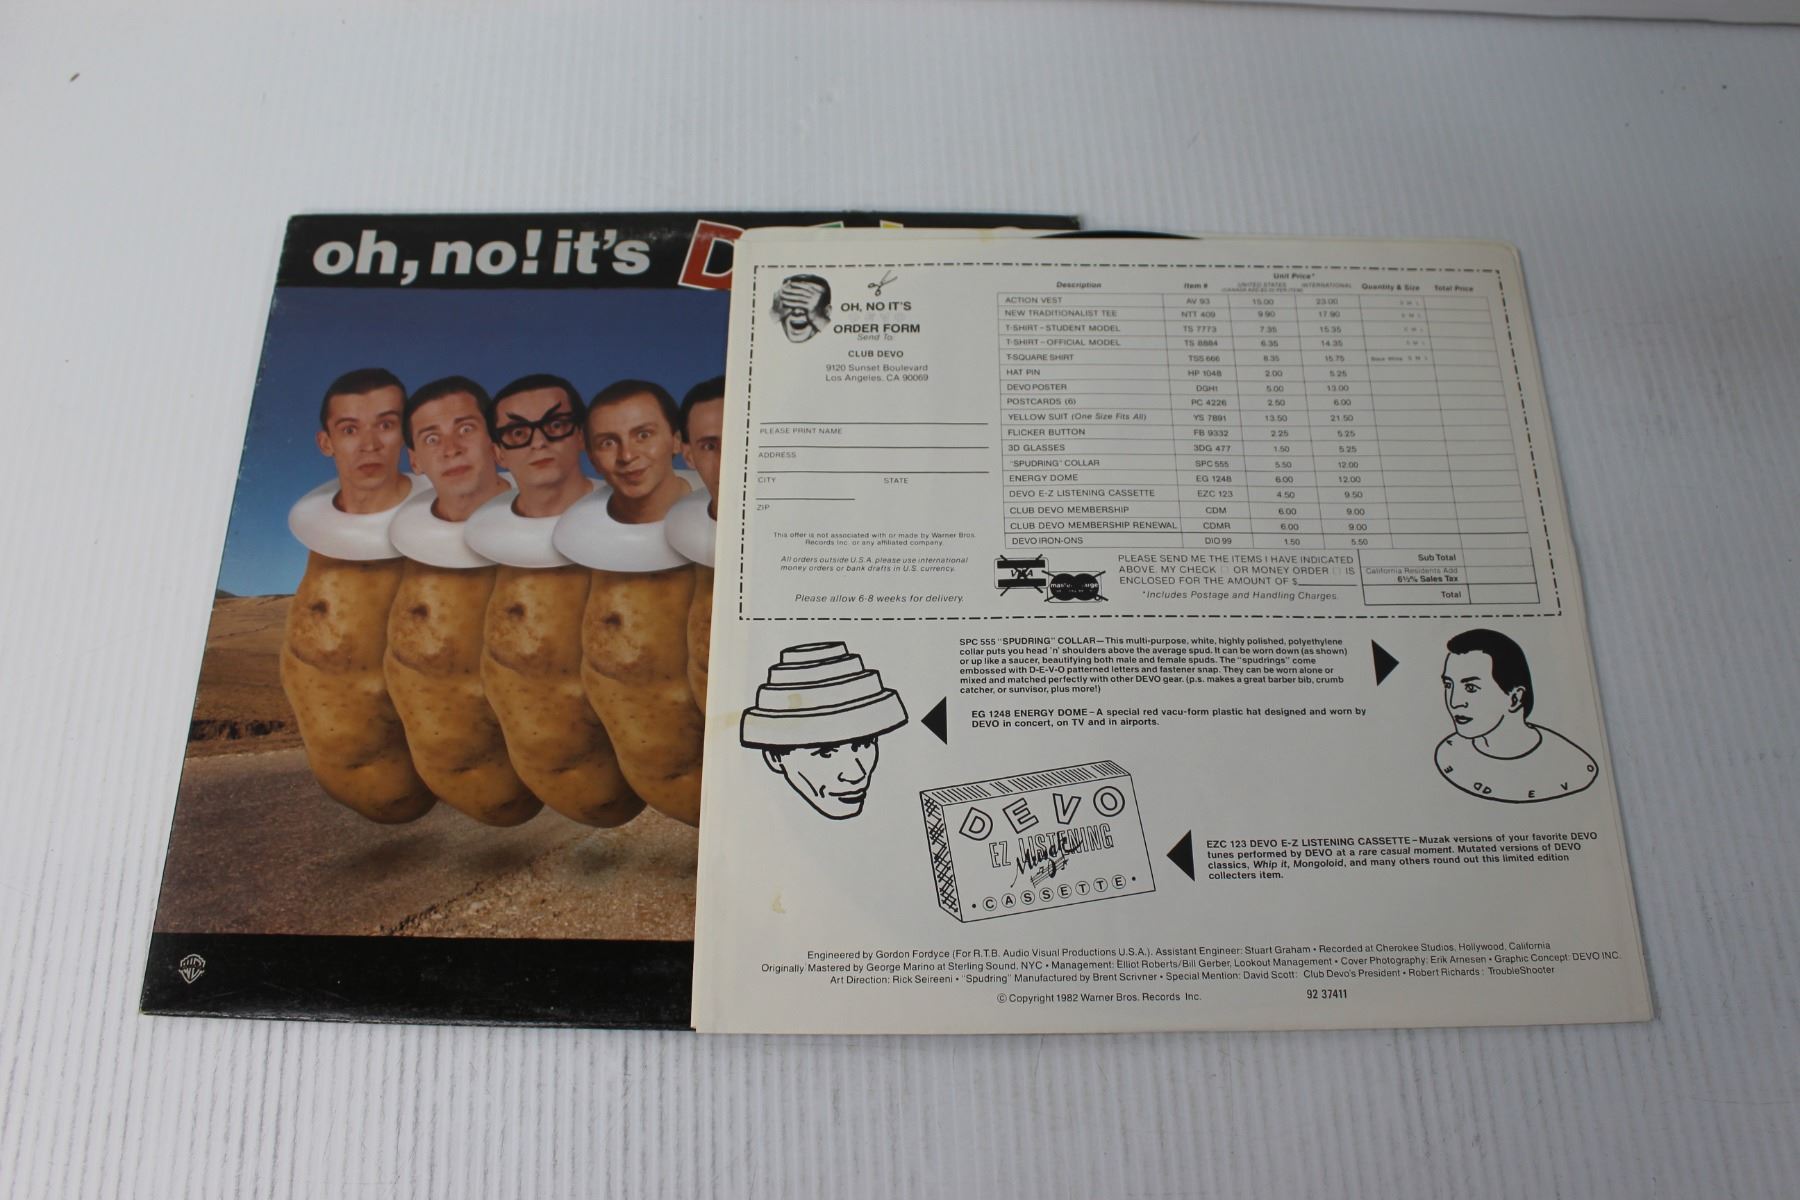 oh, no! it's D
OH, NO IT'S
ORDER FORM
Send To:
CLUB DEVO
9120 Sunset Boulevard
Los Angeles, CA 90069
PLEASE PRINT NAME
ADDRESS
CITY STATE
ZIP
This offer is not associated with or made by Warner Bros.
Records Inc. or any affiliated company.
All orders outside U.S.A. please use international
money orders or bank drafts in U.S. currency.
Please allow 6-8 weeks for delivery.
Unit Price*
Description Item # UNITED STATES INTERNATIONAL Quantity & Size Total Price
ACTION VEST AV 93 15.00 23.00 S M L
NEW TRADITIONALIST TEE NTT 409 9.90 17.90 S M L
T-SHIRT – STUDENT MODEL TS 7773 7.35 15.35 S M L
T-SHIRT – OFFICIAL MODEL TS 8884 6.35 14.35 S M L
T-SQUARE SHIRT TSS 666 8.35 15.75 Black White S M L
HAT PIN HP 1048 2.00 5.25
DEVO POSTER DGH1 5.00 13.00
POSTCARDS (6) PC 4226 2.50 6.00
YELLOW SUIT (One Size Fits All) YS 7891 13.50 21.50
FLICKER BUTTON FB 9332 2.25 5.25
3D GLASSES 3DG 477 1.50 5.25
"SPUDRING" COLLAR SPC 555 5.50 12.00
ENERGY DOME EG 1248 6.00 12.00
DEVO E-Z LISTENING CASSETTE EZC 123 4.50 9.50
CLUB DEVO MEMBERSHIP CDM 6.00 9.00
CLUB DEVO MEMBERSHIP RENEWAL CDMR 6.00 9.00
DEVO IRON-ONS DIO 99 1.50 5.50
VISA
PLEASE SEND ME THE ITEMS I HAVE INDICATED
ABOVE. MY CHECK □ OR MONEY ORDER □ IS
ENCLOSED FOR THE AMOUNT OF $
*Includes Postage and Handling Charges.
Sub Total
California Residents Add
6½% Sales Tax
Total
SPC 555 "SPUDRING" COLLAR—This multi-purpose, white, highly polished, polyethylene
collar puts you head 'n' shoulders above the average spud. It can be worn down (as shown)
or up like a saucer, beautifying both male and female spuds. The "spudrings" come
embossed with D-E-V-O patterned letters and fastener snap. They can be worn alone or
mixed and matched perfectly with other DEVO gear. (p.s. makes a great barber bib, crumb
catcher, or sunvisor, plus more!)
EG 1248 ENERGY DOME – A special red vacu-form plastic hat designed and worn by
DEVO in concert, on TV and in airports.
D E V O
DEVO
EZ LISTENING
Muzak
• CASSETTE •
EZC 123 DEVO E-Z LISTENING CASSETTE – Muzak versions of your favorite DEVO
tunes performed by DEVO at a rare casual moment. Mutated versions of DEVO
classics, Whip it, Mongoloid, and many others round out this limited edition
collecters item.
Engineered by Gordon Fordyce (For R.T.B. Audio Visual Productions U.S.A.). Assistant Engineer: Stuart Graham • Recorded at Cherokee Studios, Hollywood, California
Originally Mastered by George Marino at Sterling Sound, NYC • Management: Elliot Roberts/Bill Gerber, Lookout Management • Cover Photography: Erik Arnesen • Graphic Concept: DEVO INC.
Art Direction: Rick Seireeni • "Spudring" Manufactured by Brent Scrivner • Special Mention: David Scott: Club Devo's President • Robert Richards: TroubleShooter
© Copyright 1982 Warner Bros. Records Inc. 92 37411